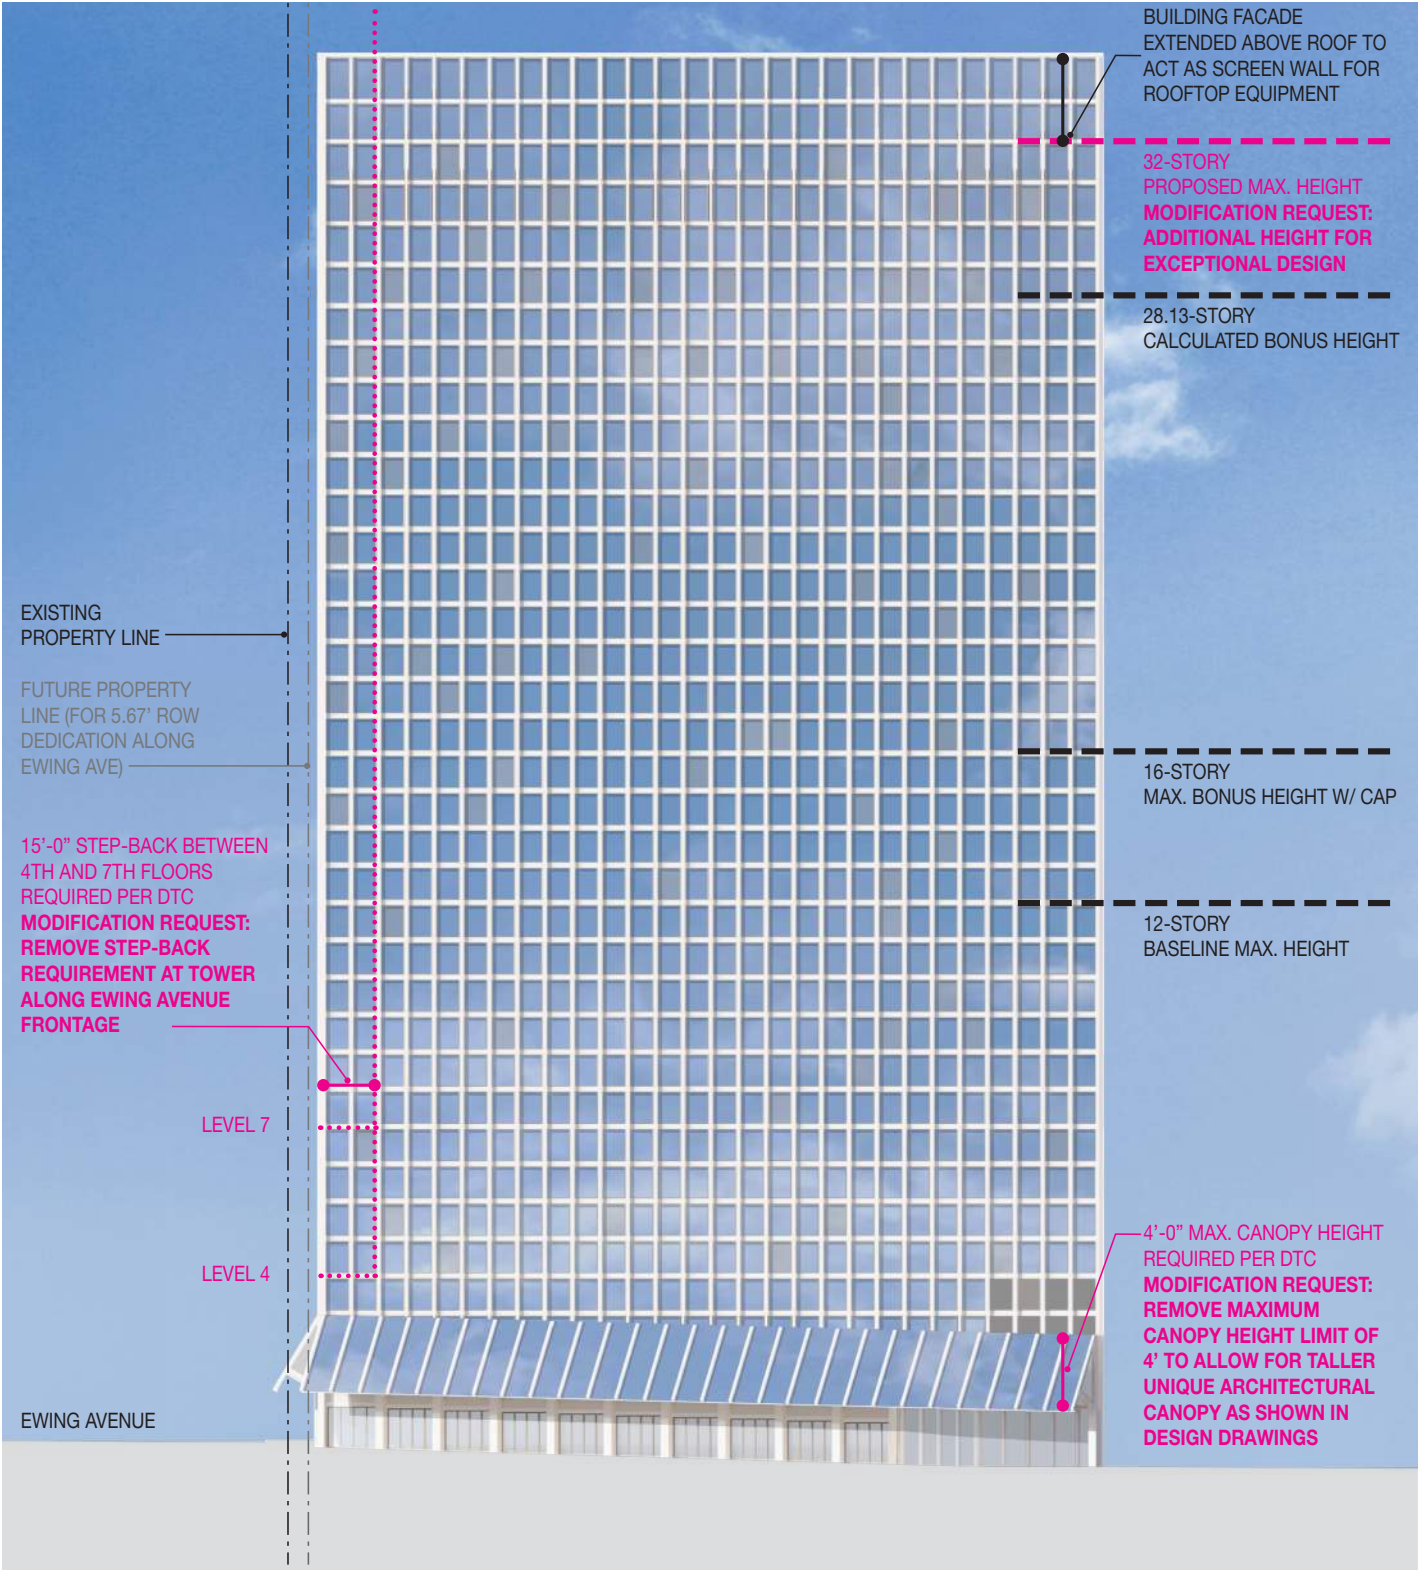 BUILDING FACADE
EXTENDED ABOVE ROOF TO
ACT AS SCREEN WALL FOR
ROOFTOP EQUIPMENT
32-STORY
PROPOSED MAX. HEIGHT
MODIFICATION REQUEST:
ADDITIONAL HEIGHT FOR
EXCEPTIONAL DESIGN
28.13-STORY
CALCULATED BONUS HEIGHT
EXISTING
PROPERTY LINE
FUTURE PROPERTY
LINE (FOR 5.67' ROW
DEDICATION ALONG
EWING AVE)
16-STORY
MAX. BONUS HEIGHT W/ CAP
15'-0" STEP-BACK BETWEEN
4TH AND 7TH FLOORS
REQUIRED PER DTC
MODIFICATION REQUEST:
REMOVE STEP-BACK
REQUIREMENT AT TOWER
ALONG EWING AVENUE
FRONTAGE
12-STORY
BASELINE MAX. HEIGHT
LEVEL 7
LEVEL 4
4'-0" MAX. CANOPY HEIGHT
REQUIRED PER DTC
MODIFICATION REQUEST:
REMOVE MAXIMUM
CANOPY HEIGHT LIMIT OF
4' TO ALLOW FOR TALLER
UNIQUE ARCHITECTURAL
CANOPY AS SHOWN IN
DESIGN DRAWINGS
EWING AVENUE